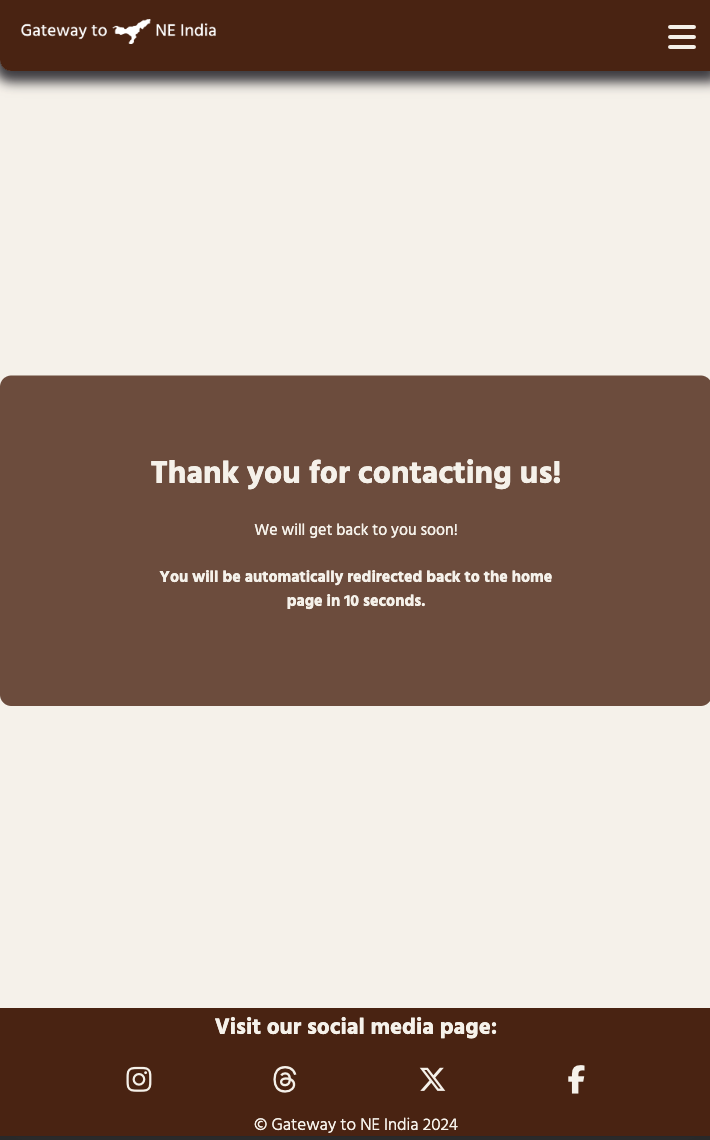 Gateway to NE India
Thank you for contacting us!
We will get back to you soon!
You will be automatically redirected back to the home
page in 10 seconds.
Visit our social media page:
© Gateway to NE India 2024